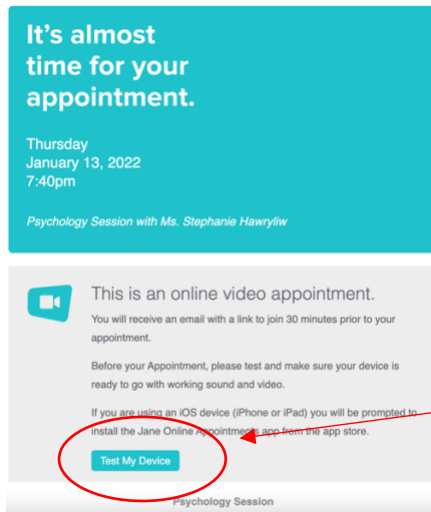 It's almost
time for your
appointment.
Thursday
January 13, 2022
7:40pm
Psychology Session with Ms. Stephanie Hawryliw
This is an online video appointment.
You will receive an email with a link to join 30 minutes prior to your
appointment.
Before your Appointment, please test and make sure your device is
ready to go with working sound and video.
If you are using an iOS device (iPhone or iPad) you will be prompted to
install the Jane Online Appointments app from the app store.
Test My Device
Psychology Session